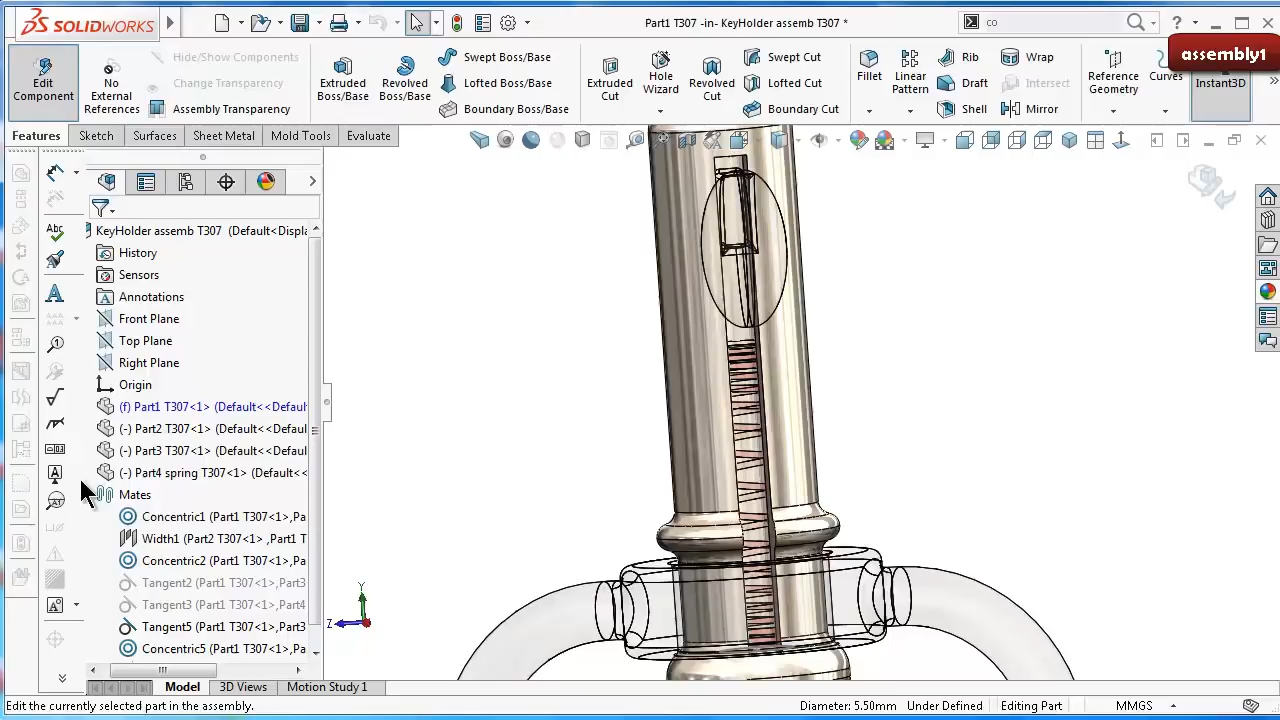 SOLIDWORKS
Part1 T307 -in- KeyHolder assemb T307 *
co
assembly1
Edit
Component
No
External
References
Hide/Show Components
Change Transparency
Assembly Transparency
Extruded
Boss/Base
Revolved
Boss/Base
Swept Boss/Base
Lofted Boss/Base
Boundary Boss/Base
Extruded
Cut
Hole
Wizard
Revolved
Cut
Swept Cut
Lofted Cut
Boundary Cut
Fillet
Linear
Pattern
Rib
Draft
Shell
Wrap
Intersect
Mirror
Reference
Geometry
Curves
Instant3D
Features
Sketch
Surfaces
Sheet Metal
Mold Tools
Evaluate
KeyHolder assemb T307 (Default<Displa
History
Sensors
Annotations
Front Plane
Top Plane
Right Plane
Origin
(f) Part1 T307<1> (Default<<Defaul
(-) Part2 T307<1> (Default<<Defaul
(-) Part3 T307<1> (Default<<Defaul
(-) Part4 spring T307<1> (Default<<
Mates
Concentric1 (Part1 T307<1>,Pa
Width1 (Part2 T307<1> ,Part1 T
Concentric2 (Part1 T307<1>,Pa
Tangent2 (Part1 T307<1>,Part3
Tangent3 (Part1 T307<1>,Part4
Tangent5 (Part1 T307<1>,Part3
Concentric5 (Part1 T307<1>,Pa
Y
Z
Model
3D Views
Motion Study 1
Edit the currently selected part in the assembly.
Diameter: 5.50mm
Under Defined
Editing Part
MMGS